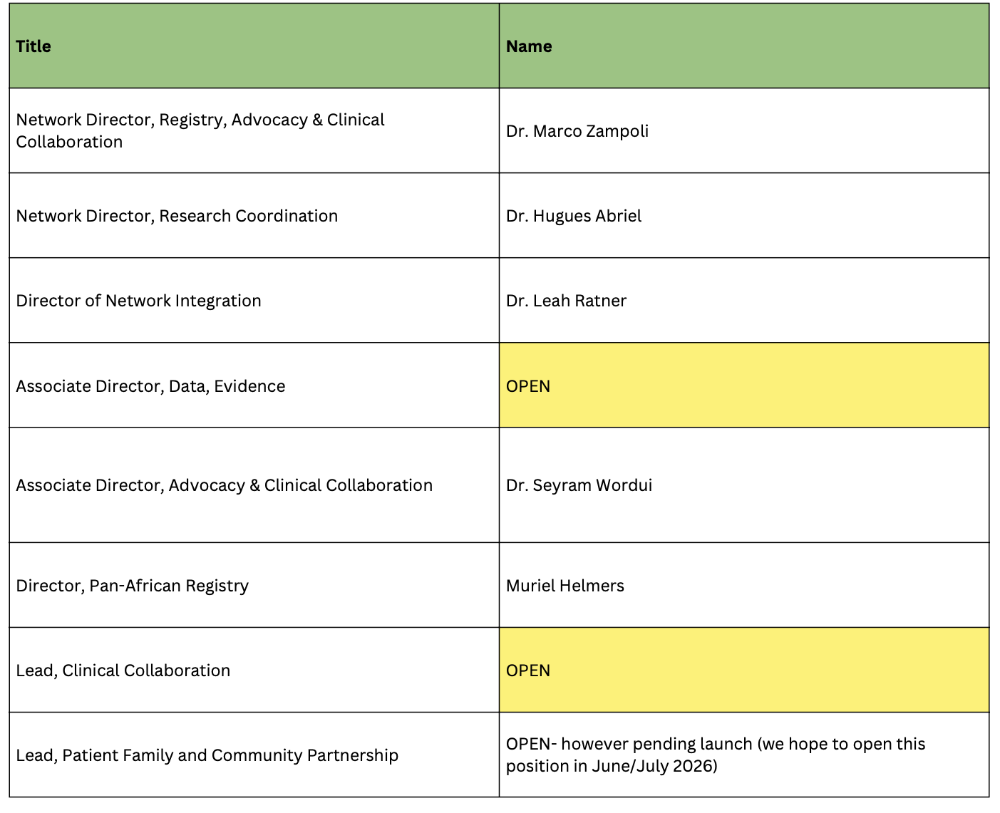 Title
Name
Network Director, Registry, Advocacy & Clinical
Collaboration
Dr. Marco Zampoli
Network Director, Research Coordination
Dr. Hugues Abriel
Director of Network Integration
Dr. Leah Ratner
Associate Director, Data, Evidence
OPEN
Associate Director, Advocacy & Clinical Collaboration
Dr. Seyram Wordui
Director, Pan-African Registry
Muriel Helmers
Lead, Clinical Collaboration
OPEN
Lead, Patient Family and Community Partnership
OPEN- however pending launch (we hope to open this
position in June/July 2026)